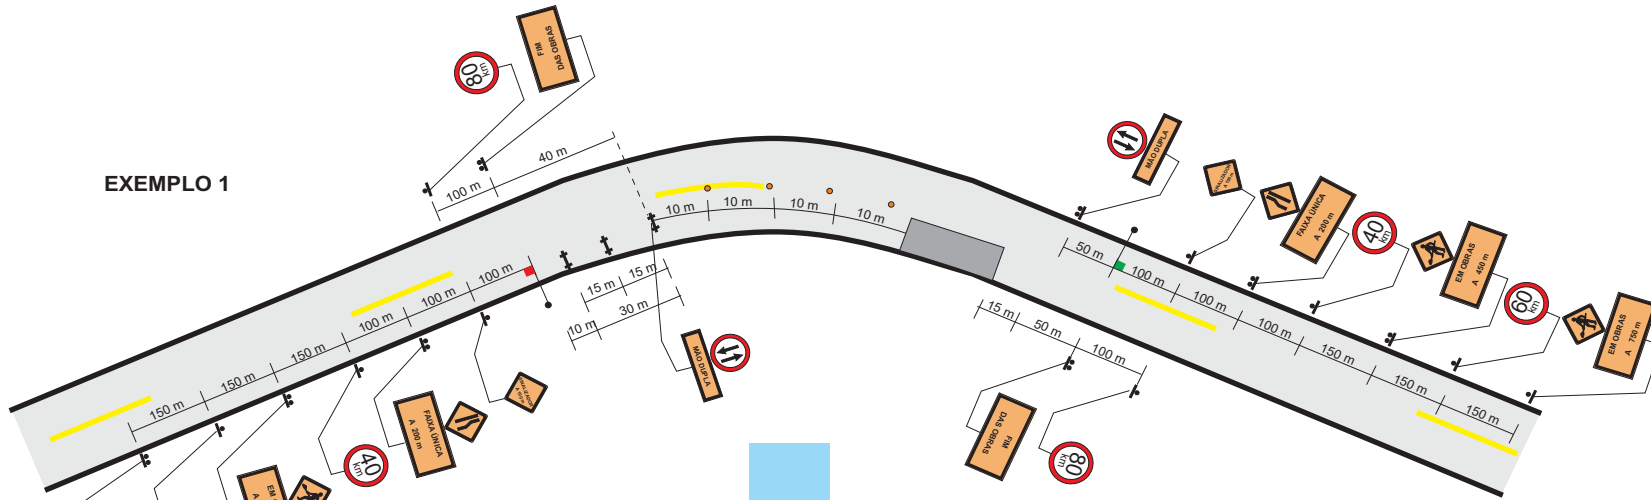 EXEMPLO 1
80
km
FIM
DAS OBRAS
100 m
40 m
10 m
10 m
10 m
10 m
MÃO DUPLA
SINALIZADOR
A 100 m
FAIXA ÚNICA
A 200 m
40
km
EM OBRAS
A 450 m
60
km
EM OBRAS
A 750 m
50 m
100 m
100 m
100 m
150 m
150 m
150 m
150 m
150 m
150 m
100 m
100 m
100 m
15 m
15 m
10 m
30 m
MÃO DUPLA
15 m
50 m
100 m
FIM
DAS OBRAS
80
km
FAIXA ÚNICA
A 200 m
40
km
EM
A